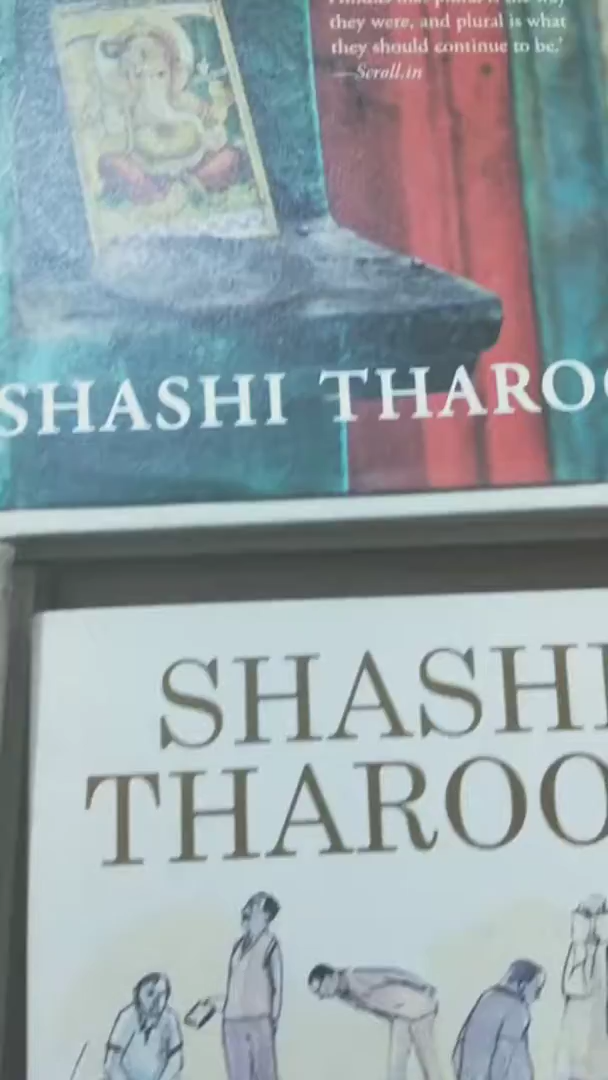 they were, and plural is what
they should continue to be.'
—Scroll.in
SHASHI THAROO
SHASHI
THAROO